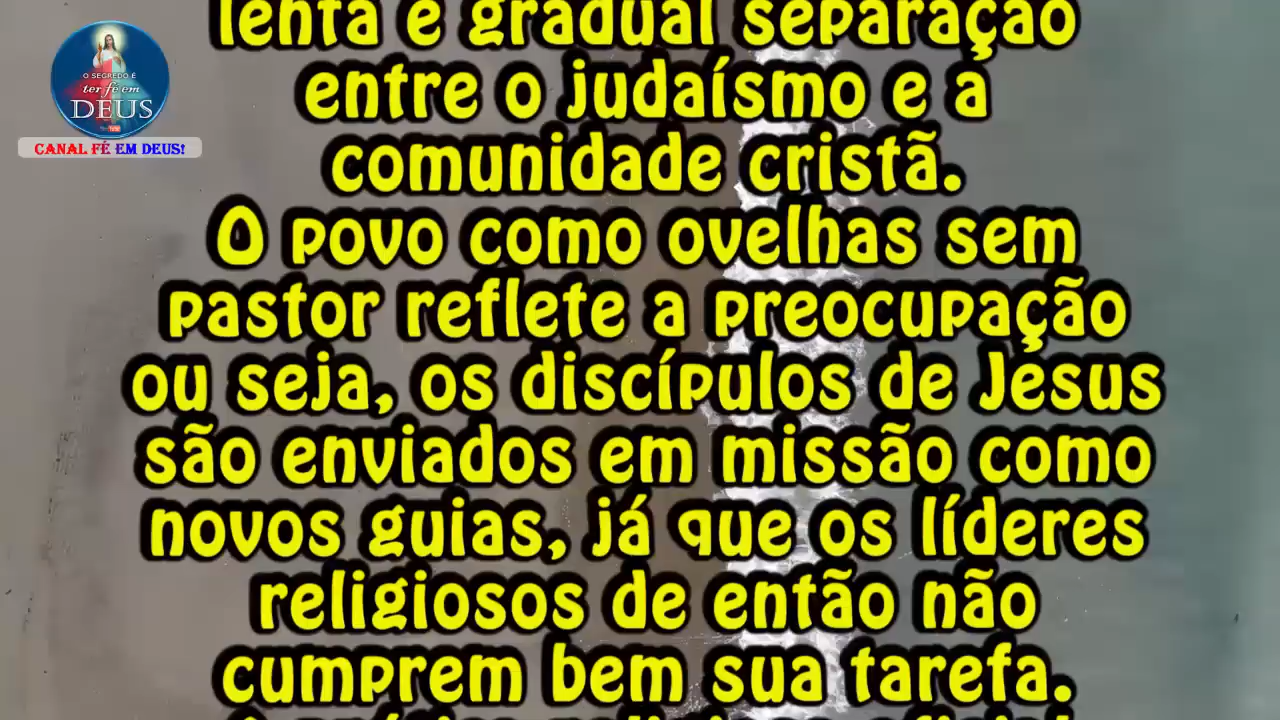 O SEGREDO É
ter fé em
DEUS
CANAL FÉ EM DEUS!
lenta e gradual separação
entre o judaísmo e a
comunidade cristã.
O povo como ovelhas sem
pastor reflete a preocupação
ou seja, os discípulos de Jesus
são enviados em missão como
novos guias, já que os líderes
religiosos de então não
cumprem bem sua tarefa.